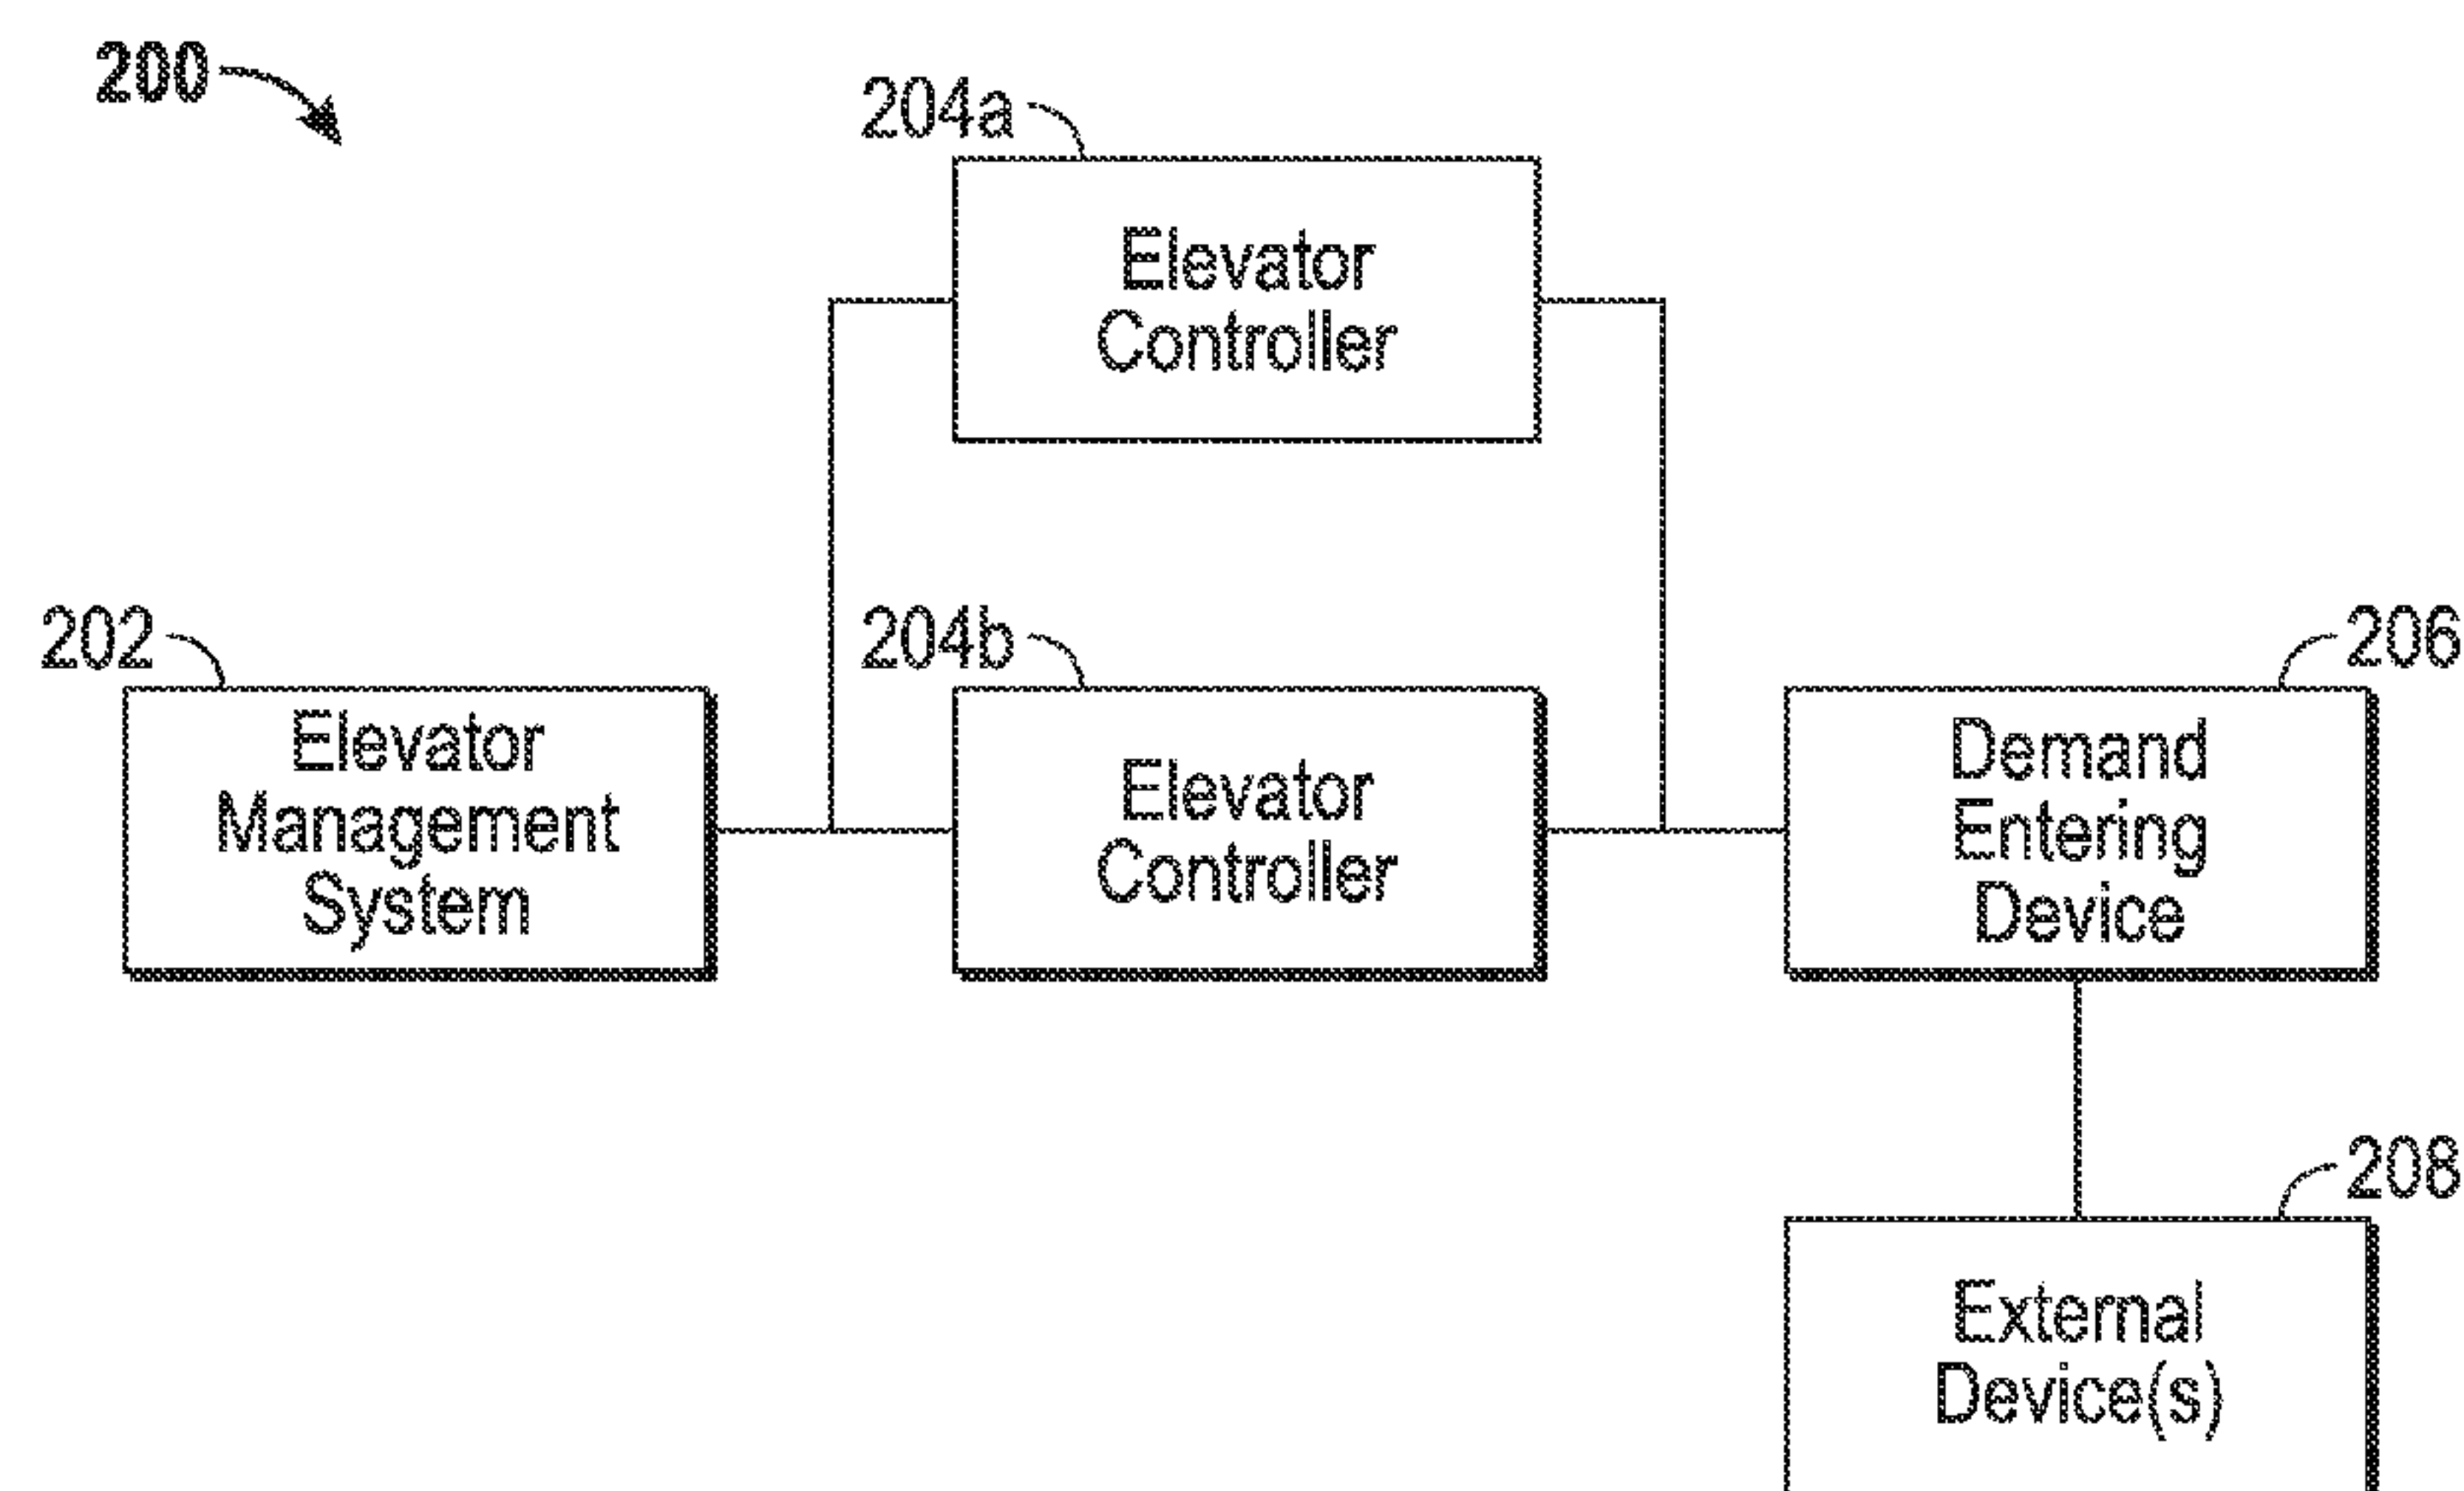 200
204a
Elevator
Controller
202
Elevator
Management
System
204b
Elevator
Controller
206
Demand
Entering
Device
208
External
Device(s)